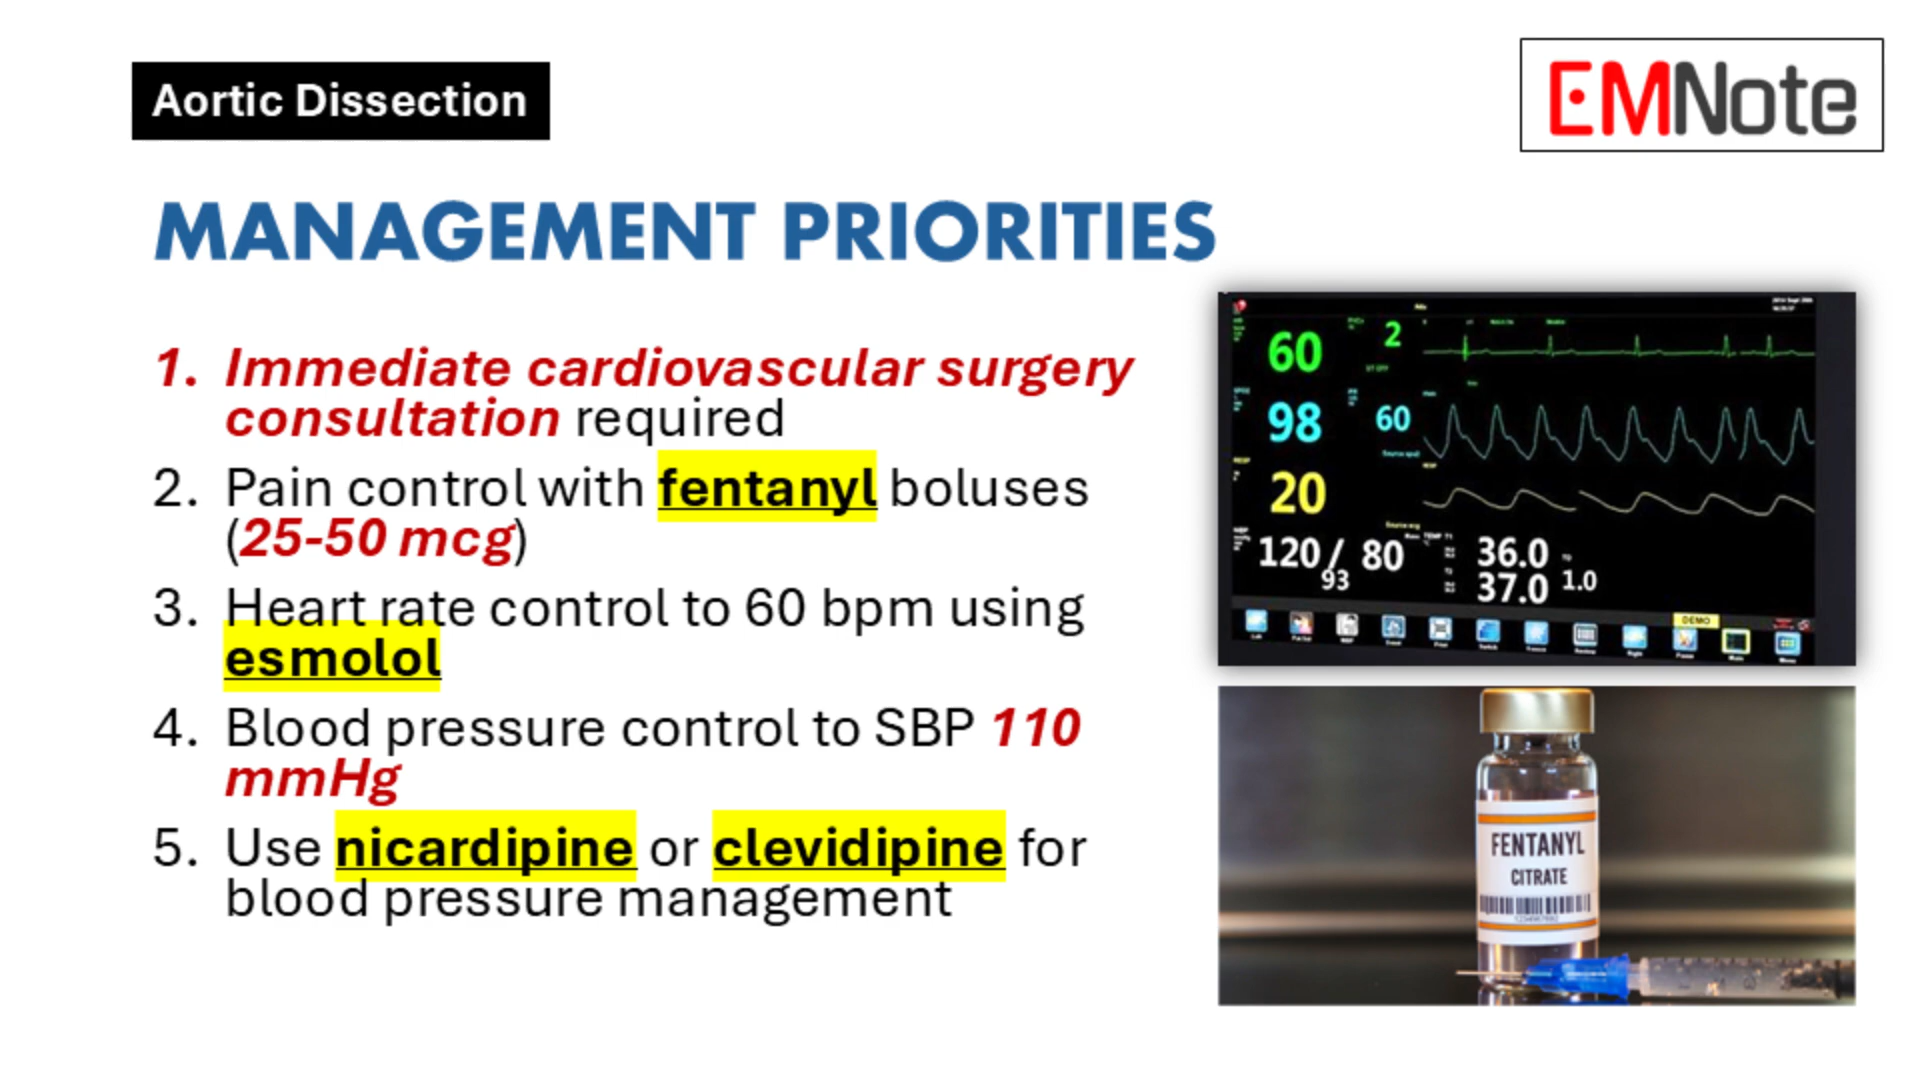 Aortic Dissection
EMNote
MANAGEMENT PRIORITIES
1. Immediate cardiovascular surgery
consultation required
2. Pain control with fentanyl boluses
(25-50 mcg)
3. Heart rate control to 60 bpm using
esmolol
4. Blood pressure control to SBP 110
mmHg
5. Use nicardipine or clevidipine for
blood pressure management
60
2
98
60
20
120/80
93
36.0
37.0
1.0
DEMO
FENTANYL
CITRATE